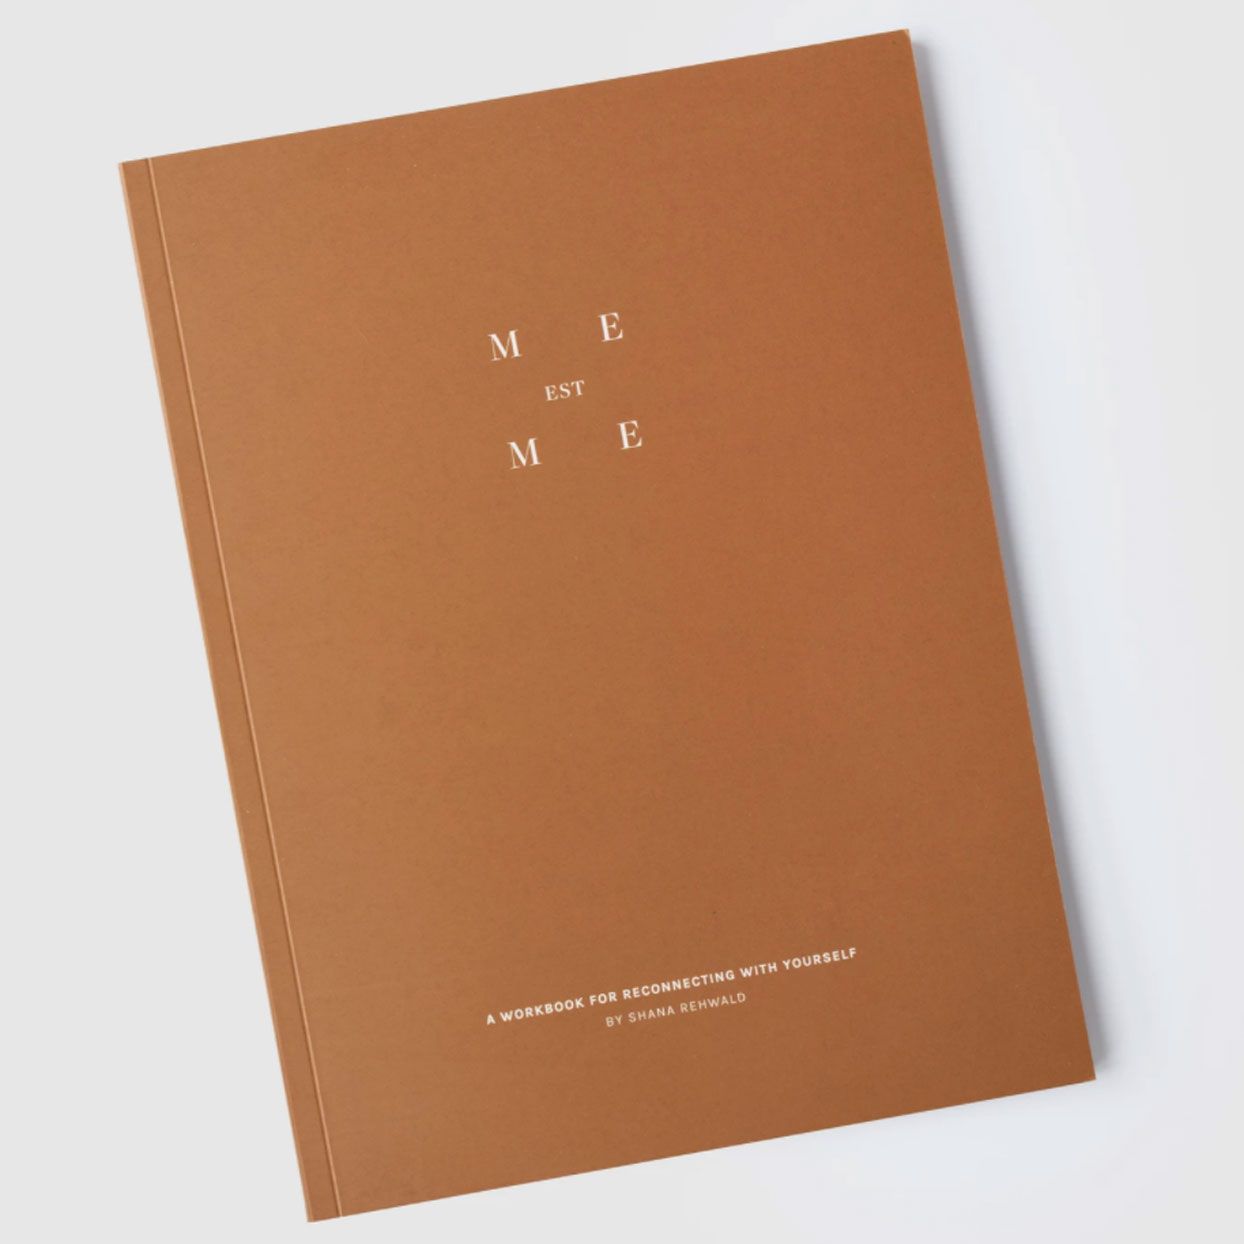 M E
EST
M E
A WORKBOOK FOR RECONNECTING WITH YOURSELF
BY SHANA REHWALD